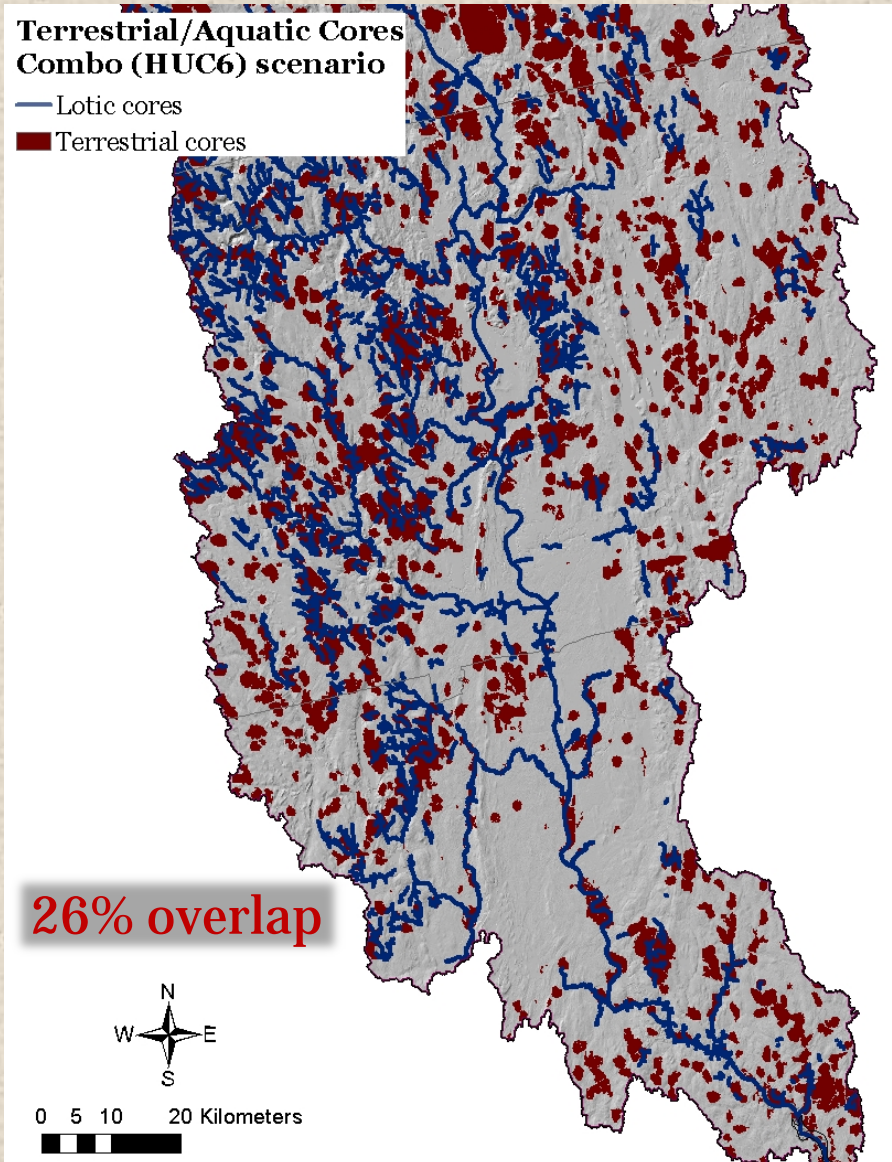 Terrestrial/Aquatic Cores
Combo (HUC6) scenario
Lotic cores
Terrestrial cores
26% overlap
N
W E
S
0 5 10 20 Kilometers